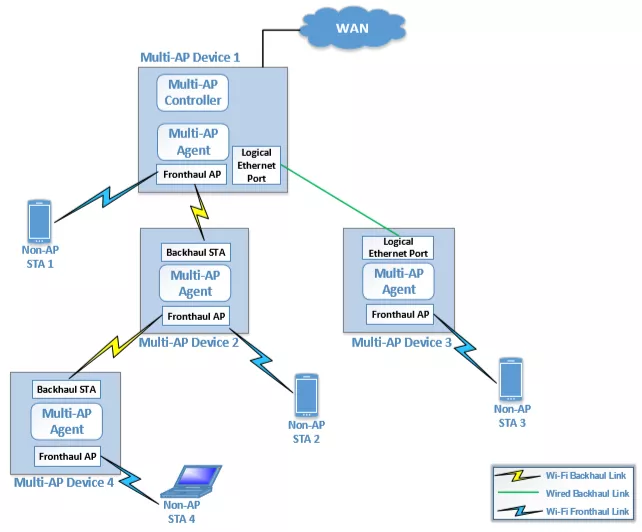 WAN
Multi-AP Device 1
Multi-AP
Controller
Multi-AP
Agent
Logical
Ethernet
Port
Fronthaul AP
Non-AP
STA 1
Backhaul STA
Multi-AP
Agent
Fronthaul AP
Multi-AP Device 2
Logical
Ethernet Port
Multi-AP
Agent
Fronthaul AP
Multi-AP Device 3
Backhaul STA
Multi-AP
Agent
Fronthaul AP
Multi-AP Device 4
Non-AP
STA 2
Non-AP
STA 3
Non-AP
STA 4
Wi-Fi Backhaul Link
Wired Backhaul Link
Wi-Fi Fronthaul Link